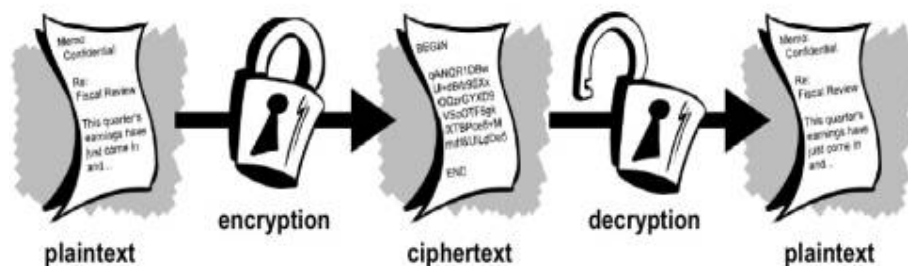 Memo:
Confidential
Re:
Fiscal Review
This quarter's
earnings have
just come in
and...
BEGIN
END
Memo:
Confidential
Re:
Fiscal Review
This quarter's
earnings have
just come in
and...
encryption
decryption
plaintext
ciphertext
plaintext